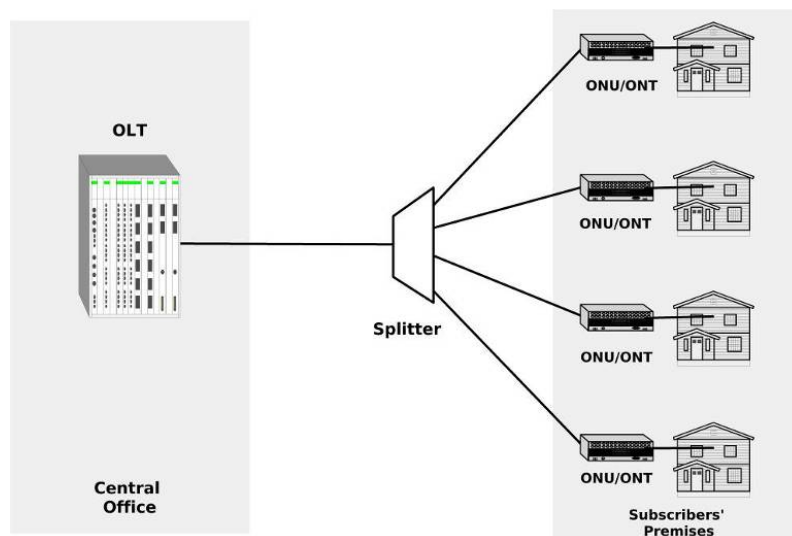 OLT
Splitter
Central
Office
ONU/ONT
ONU/ONT
ONU/ONT
ONU/ONT
Subscribers'
Premises